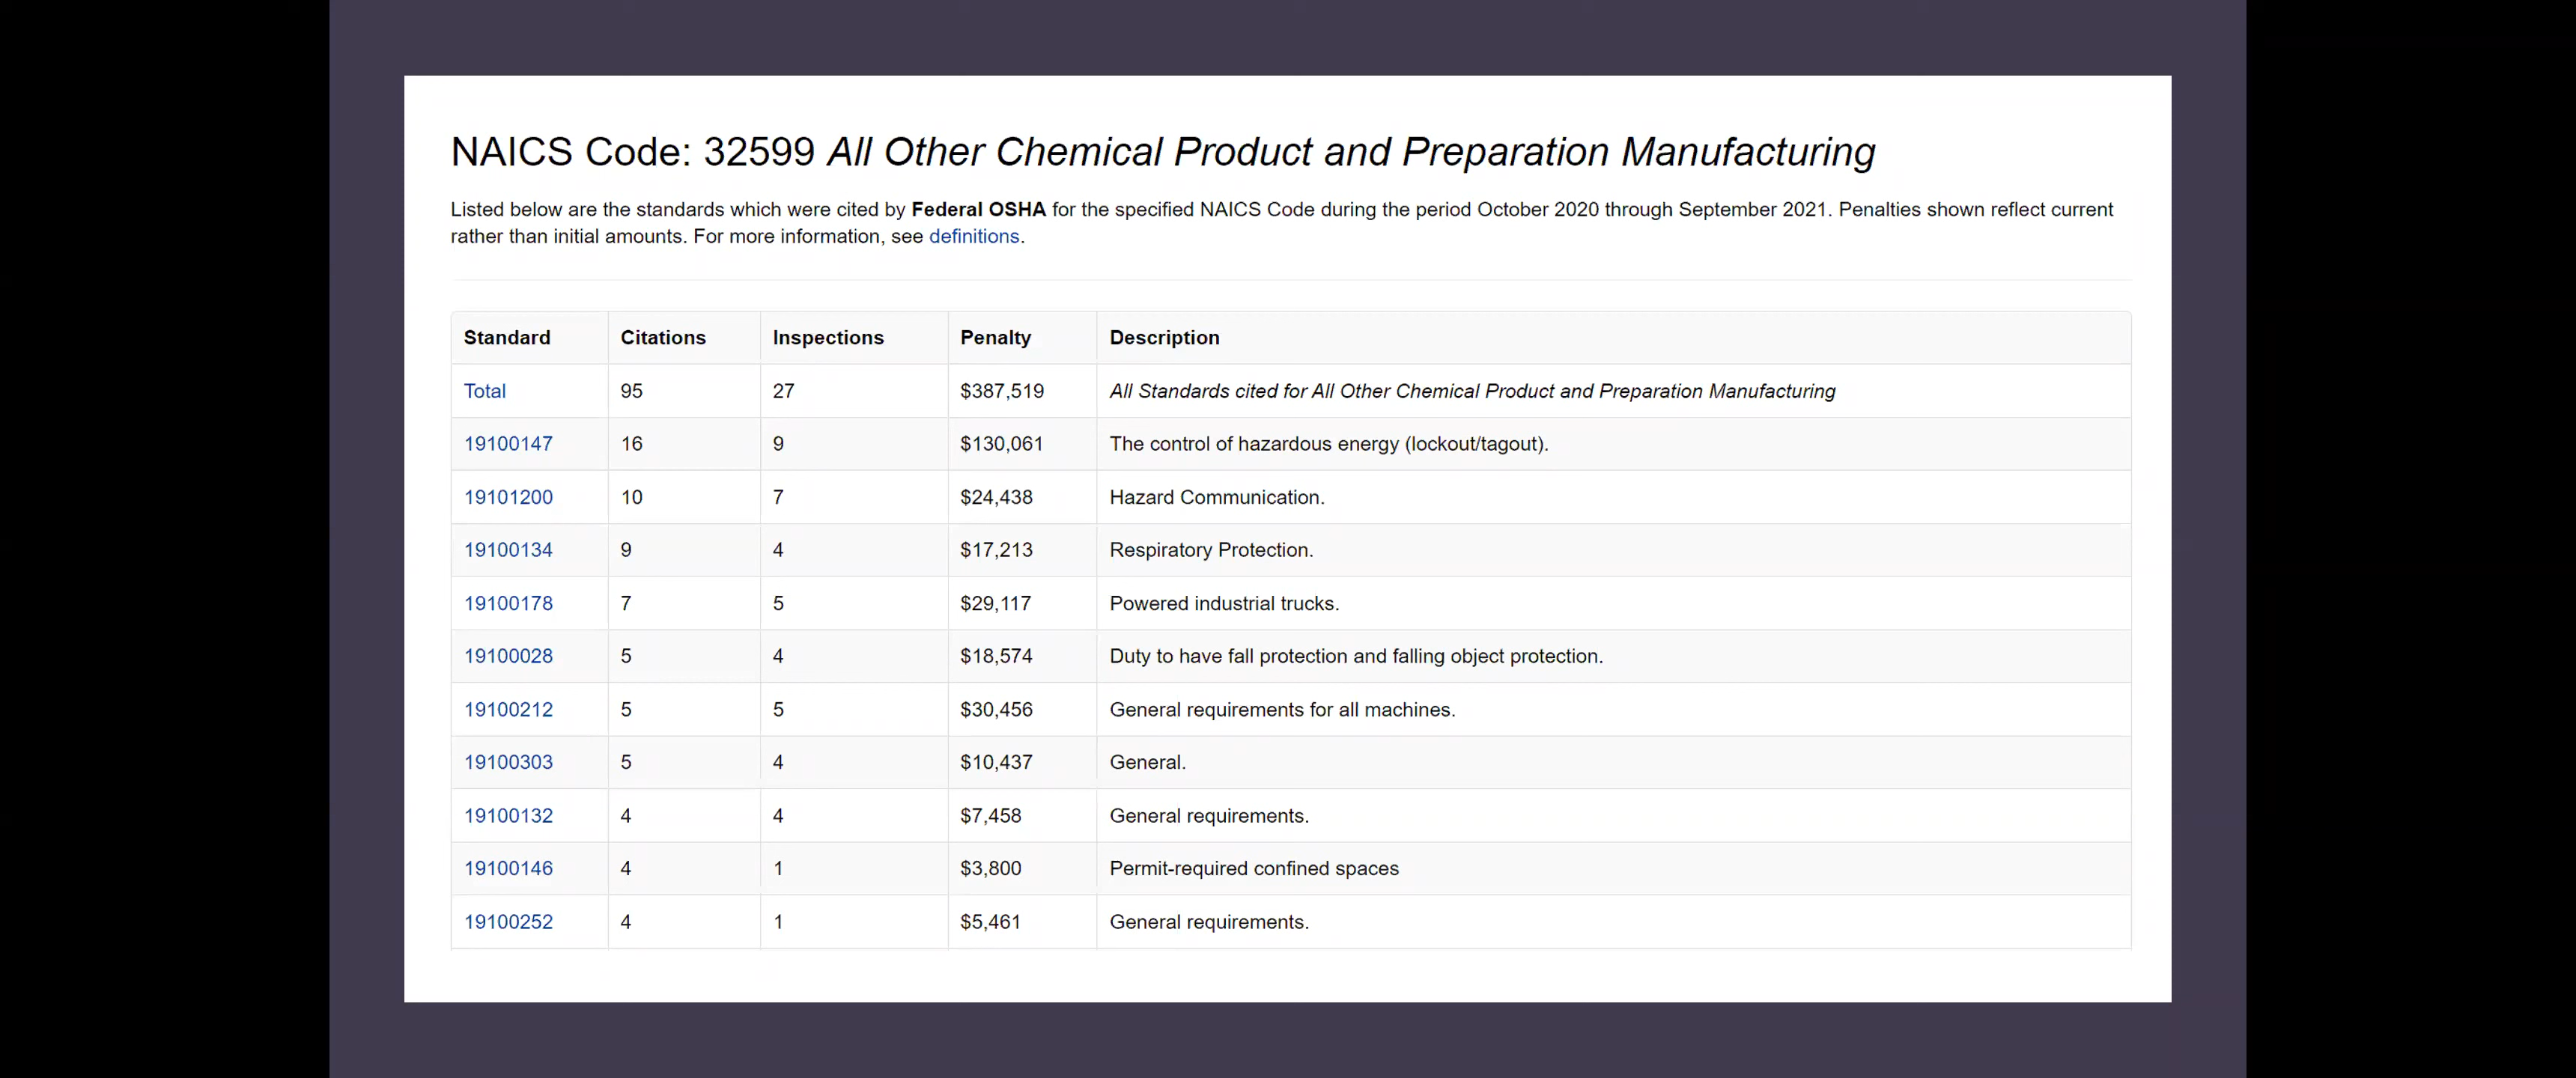 NAICS Code: 32599 All Other Chemical Product and Preparation Manufacturing
Listed below are the standards which were cited by Federal OSHA for the specified NAICS Code during the period October 2020 through September 2021. Penalties shown reflect current
rather than initial amounts. For more information, see definitions.
Standard Citations Inspections Penalty Description
Total 95 27 $387,519 All Standards cited for All Other Chemical Product and Preparation Manufacturing
19100147 16 9 $130,061 The control of hazardous energy (lockout/tagout).
19101200 10 7 $24,438 Hazard Communication.
19100134 9 4 $17,213 Respiratory Protection.
19100178 7 5 $29,117 Powered industrial trucks.
19100028 5 4 $18,574 Duty to have fall protection and falling object protection.
19100212 5 5 $30,456 General requirements for all machines.
19100303 5 4 $10,437 General.
19100132 4 4 $7,458 General requirements.
19100146 4 1 $3,800 Permit-required confined spaces
19100252 4 1 $5,461 General requirements.